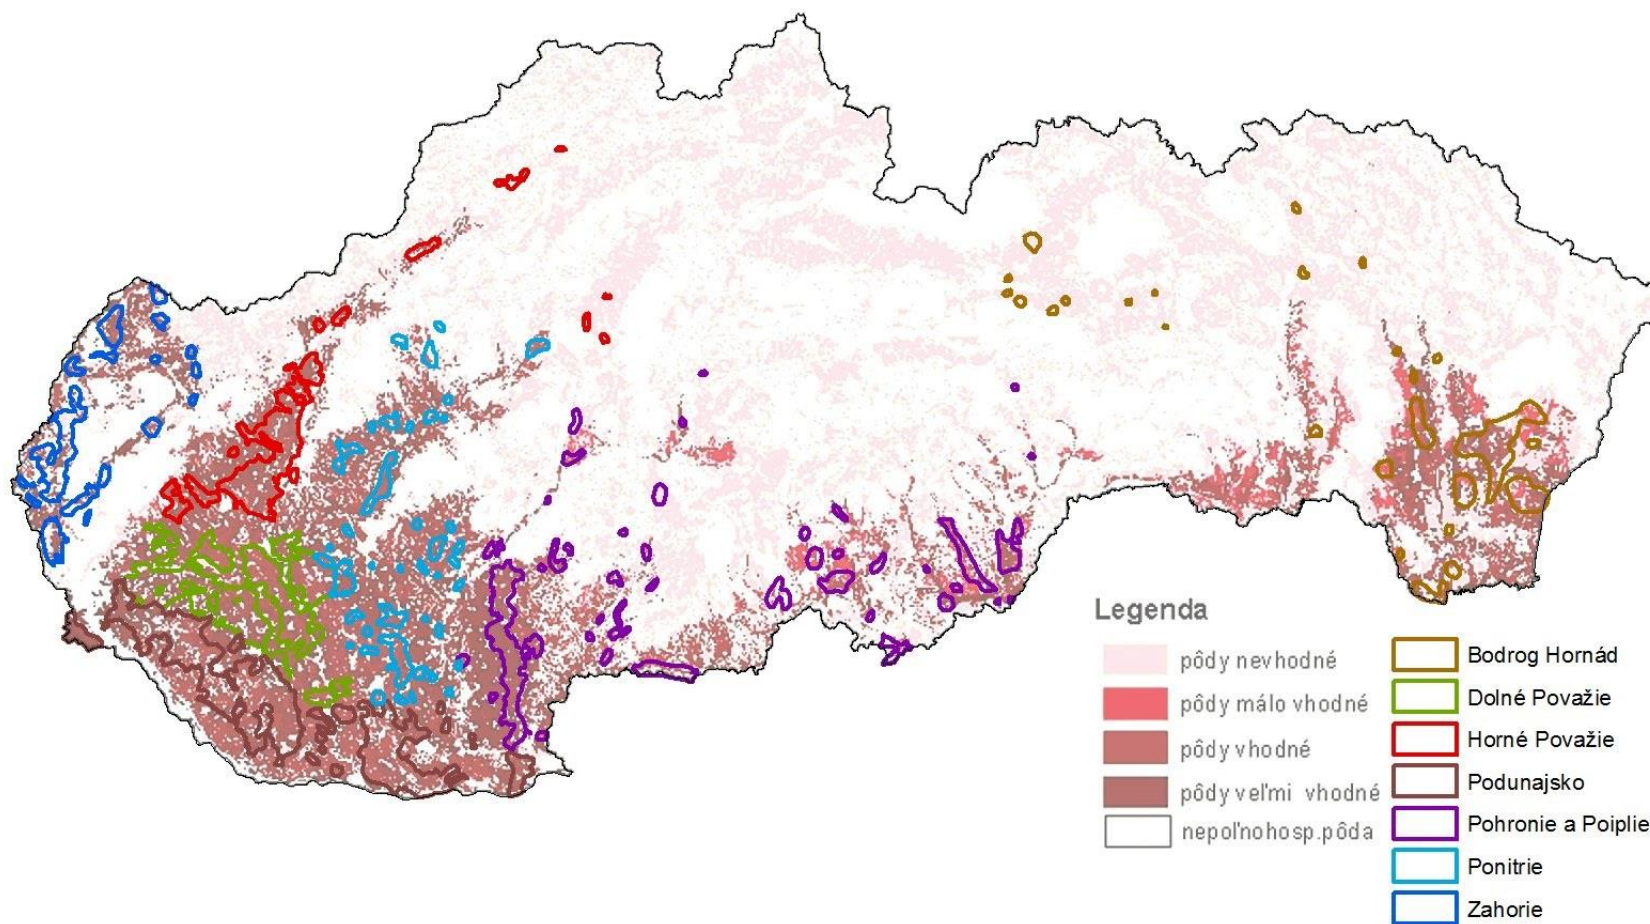 Legenda
pôdy nevhodné
pôdy málo vhodné
pôdy vhodné
pôdy veľmi vhodné
nepoľnohosp.pôda
Bodrog Hornád
Dolné Považie
Horné Považie
Podunajsko
Pohronie a Poiplie
Ponitrie
Zahorie